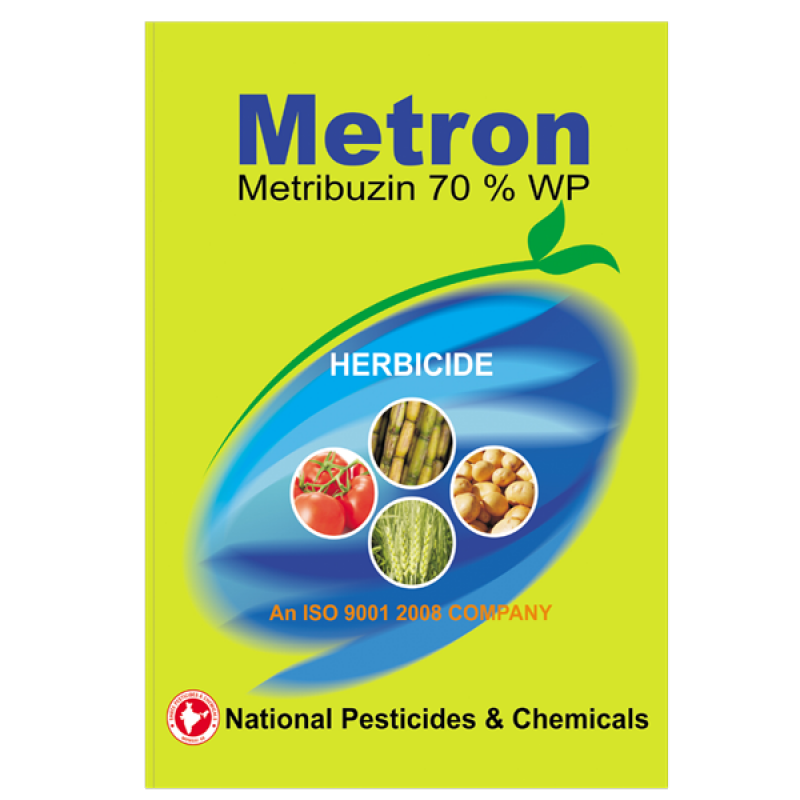 Metron
Metribuzin 70 % WP
HERBICIDE
An ISO 9001 2008 COMPANY
National Pesticides & Chemicals